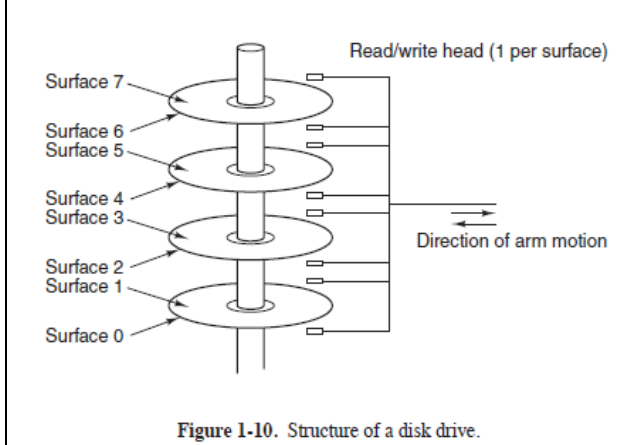 Read/write head (1 per surface)
Surface 7
Surface 6
Surface 5
Surface 4
Surface 3
Direction of arm motion
Surface 2
Surface 1
Surface 0
Figure 1-10. Structure of a disk drive.